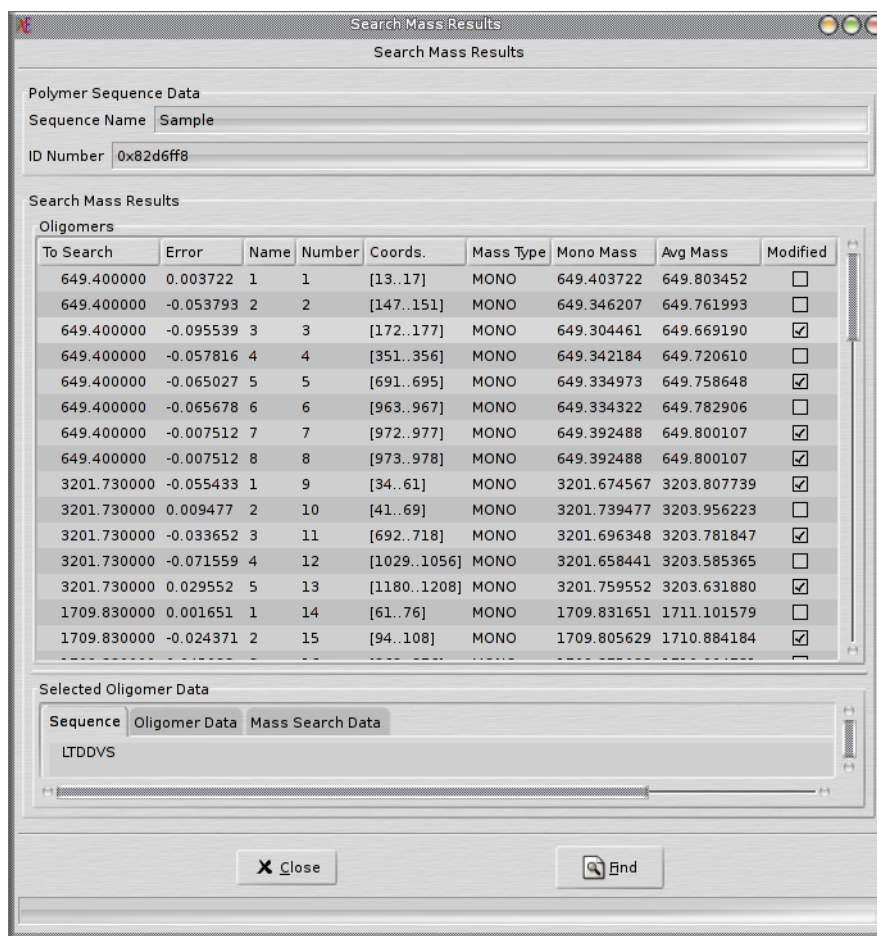 Search Mass Results
Search Mass Results
Polymer Sequence Data
Sequence Name Sample
ID Number 0x82d6ff8
Search Mass Results
Oligomers
To Search Error Name Number Coords. Mass Type Mono Mass Avg Mass Modified
649.400000 0.003722 1 1 [13..17] MONO 649.403722 649.803452
649.400000 -0.053793 2 2 [147..151] MONO 649.346207 649.761993
649.400000 -0.095539 3 3 [172..177] MONO 649.304461 649.669190
649.400000 -0.057816 4 4 [351..356] MONO 649.342184 649.720610
649.400000 -0.065027 5 5 [691..695] MONO 649.334973 649.758648
649.400000 -0.065678 6 6 [963..967] MONO 649.334322 649.782906
649.400000 -0.007512 7 7 [972..977] MONO 649.392488 649.800107
649.400000 -0.007512 8 8 [973..978] MONO 649.392488 649.800107
3201.730000 -0.055433 1 9 [34..61] MONO 3201.674567 3203.807739
3201.730000 0.009477 2 10 [41..69] MONO 3201.739477 3203.956223
3201.730000 -0.033652 3 11 [692..718] MONO 3201.696348 3203.781847
3201.730000 -0.071559 4 12 [1029..1056] MONO 3201.658441 3203.585365
3201.730000 0.029552 5 13 [1180..1208] MONO 3201.759552 3203.631880
1709.830000 0.001651 1 14 [61..76] MONO 1709.831651 1711.101579
1709.830000 -0.024371 2 15 [94..108] MONO 1709.805629 1710.884184
Selected Oligomer Data
Sequence Oligomer Data Mass Search Data
LTDDVS
Close Find